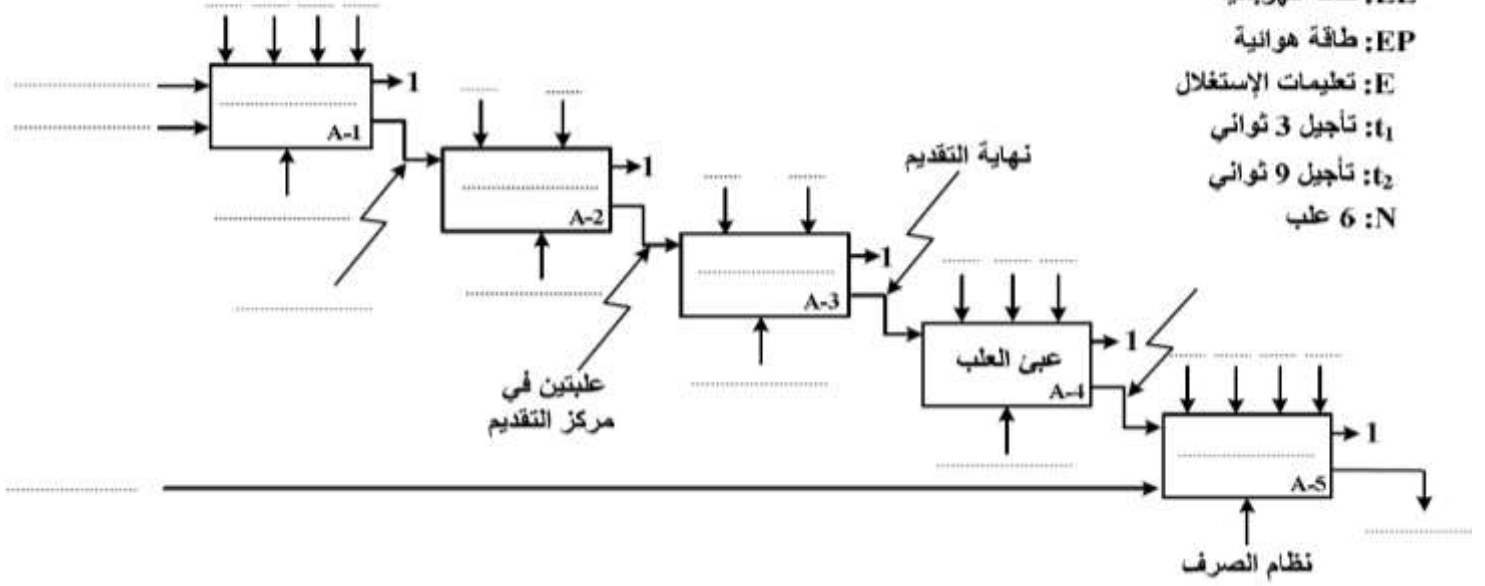 EP: طاقة هوائية
E: تعليمات الإستغلال
t1: تأجيل 3 ثواني
t2: تأجيل 9 ثواني
N: 6 علب
1
A-1
1
A-2
نهاية التقديم
1
A-3
علبتين في
مركز التقديم
1
عبئ العلب
A-4
1
A-5
نظام الصرف